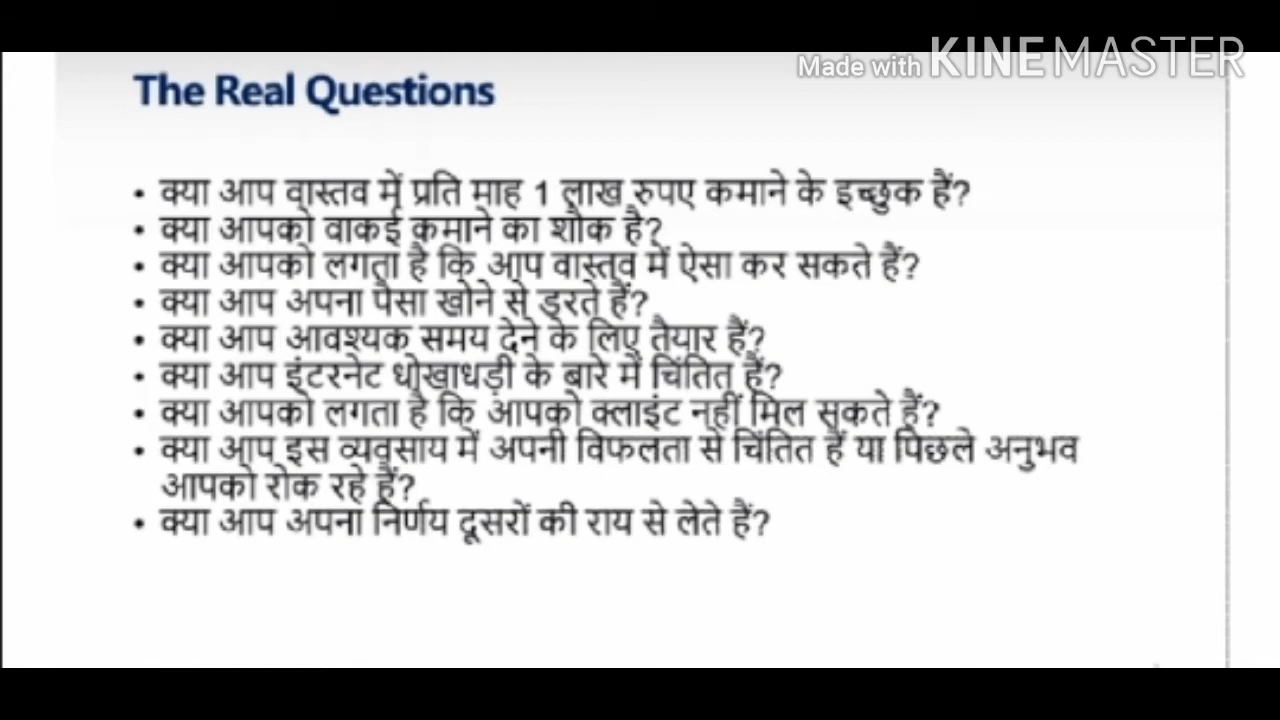 Made with KINEMASTER
The Real Questions
• क्या आप वास्तव में प्रति माह 1 लाख रुपए कमाने के इच्छुक हैं?
• क्या आपको वाकई कमाने का शौक है?
• क्या आपको लगता है कि आप वास्तव में ऐसा कर सकते हैं?
• क्या आप अपना पैसा खोने से डरते हैं?
• क्या आप आवश्यक समय देने के लिए तैयार हैं?
• क्या आप इंटरनेट धोखाधड़ी के बारे में चिंतित हैं?
• क्या आपको लगता है कि आपको क्लाइंट नहीं मिल सकते हैं?
• क्या आप इस व्यवसाय में अपनी विफलता से चिंतित हैं या पिछले अनुभव
आपको रोक रहे हैं?
• क्या आप अपना निर्णय दूसरों की राय से लेते हैं?